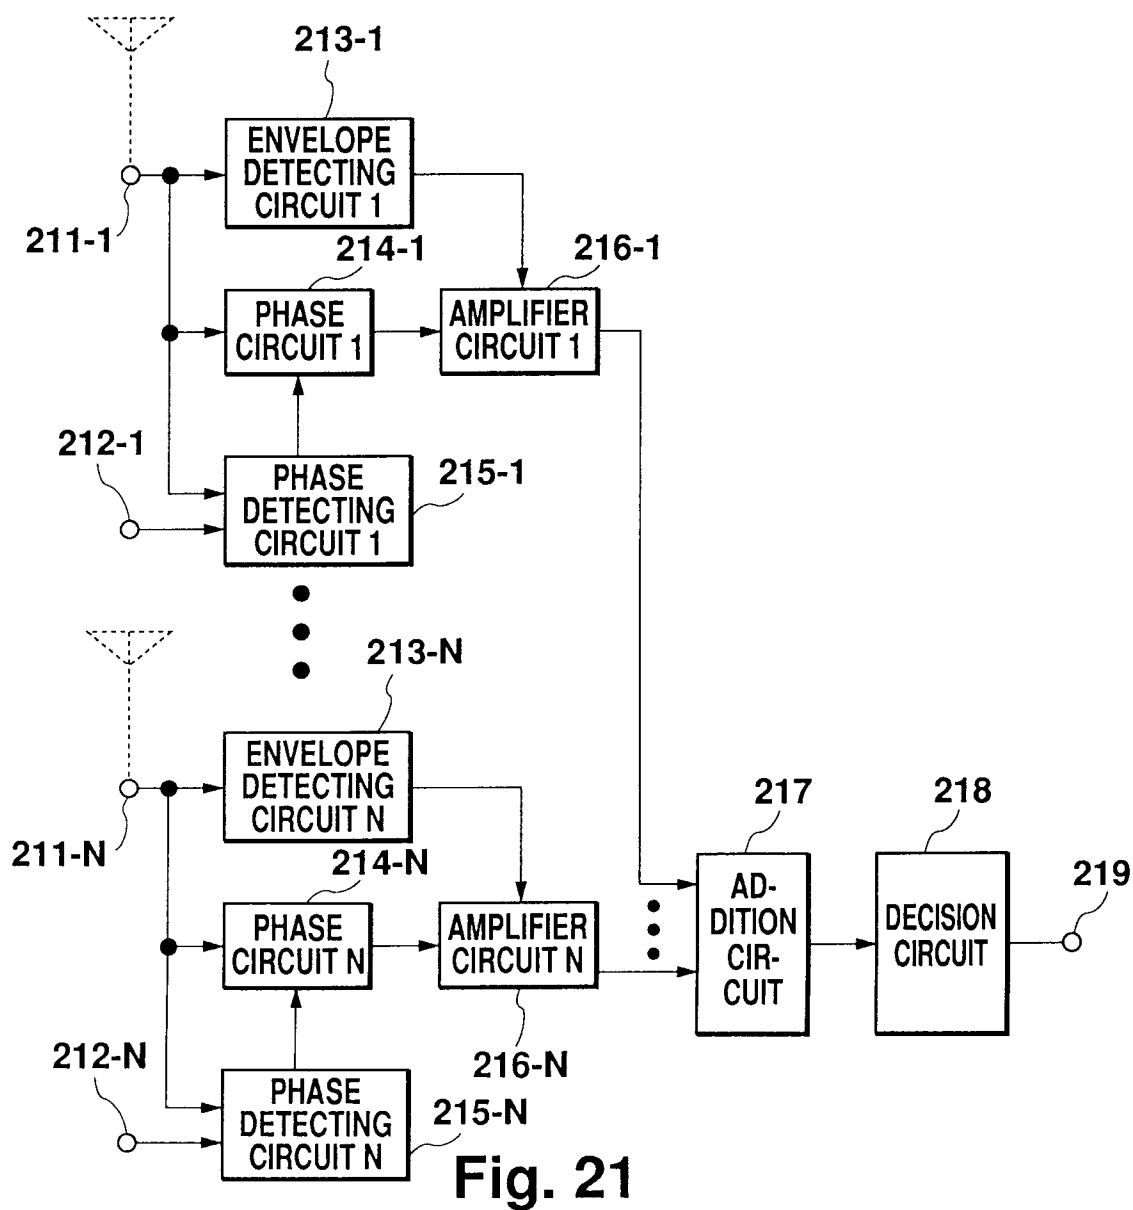 213-1
ENVELOPE
DETECTING
CIRCUIT 1
211-1
214-1
216-1
PHASE
CIRCUIT 1
AMPLIFIER
CIRCUIT 1
212-1
215-1
PHASE
DETECTING
CIRCUIT 1
213-N
ENVELOPE
DETECTING
CIRCUIT N
211-N
214-N
217
218
219
PHASE
CIRCUIT N
AMPLIFIER
CIRCUIT N
AD-
DITION
CIR-
CUIT
DECISION
CIRCUIT
212-N
216-N
PHASE
DETECTING
CIRCUIT N
215-N
Fig. 21